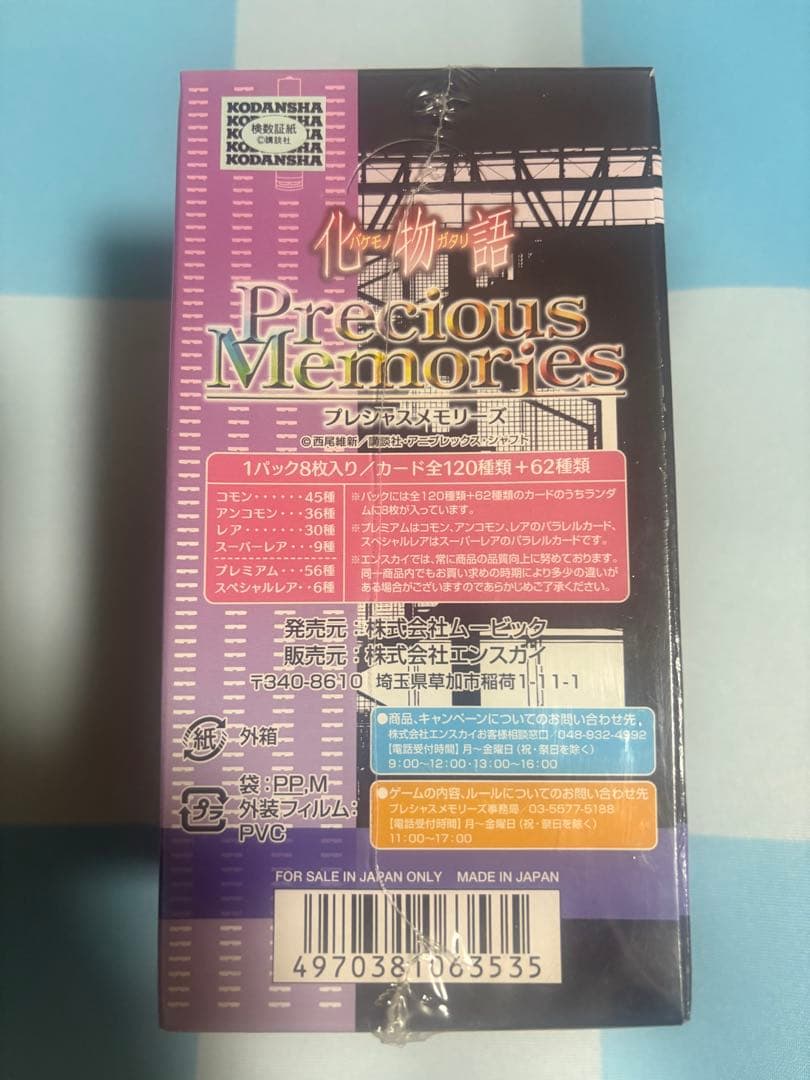 KODANSHA
検数証紙
©講談社
KODANSHA
化物語
バケモノ ガタリ
Precious
Memories
プレシャスメモリーズ
©西尾維新/講談社・アニプレックス・シャフト
1パック8枚入り/カード全120種類+62種類
コモン・・・・・・45種
アンコモン・・・36種
レア・・・・・・・30種
スーパーレア・・・9種
プレミアム・・・56種
スペシャルレア・・6種
※パックには全120種類+62種類のカードのうちランダ
ムに8枚が入っています。
※プレミアムはコモン、アンコモン、レアのパラレルカード、
スペシャルレアはスーパーレアのパラレルカードです。
※エンスカイでは、常に商品の品質向上に努めております。
同一商品内でもお買い求めの時期により多少の違いが
ある場合がございますのであらかじめご了承ください。
発売元:株式会社ムービック
販売元:株式会社エンスカイ
〒340-8610 埼玉県草加市稲荷1-11-1
紙 外箱
プラ
袋:PP,M
外装フィルム:
PVC
●商品、キャンペーンについてのお問い合わせ先
株式会社エンスカイお客様相談窓口/048-932-4992
【電話受付時間】月〜金曜日(祝・祭日を除く)
9:00〜12:00・13:00〜16:00
●ゲームの内容、ルールについてのお問い合わせ先
プレシャスメモリーズ事務局/03-5577-5188
【電話受付時間】月〜金曜日(祝・祭日を除く)
11:00〜17:00
FOR SALE IN JAPAN ONLY MADE IN JAPAN
4970381063535